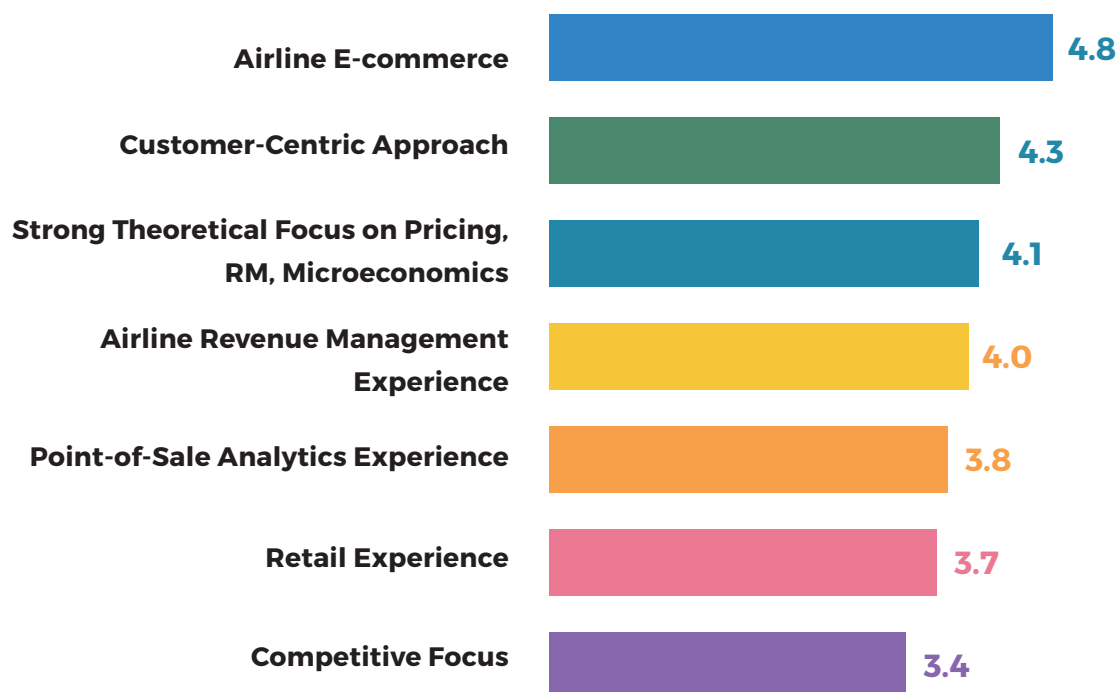 Airline E-commerce 4.8
Customer-Centric Approach 4.3
Strong Theoretical Focus on Pricing,
RM, Microeconomics 4.1
Airline Revenue Management
Experience 4.0
Point-of-Sale Analytics Experience 3.8
Retail Experience 3.7
Competitive Focus 3.4